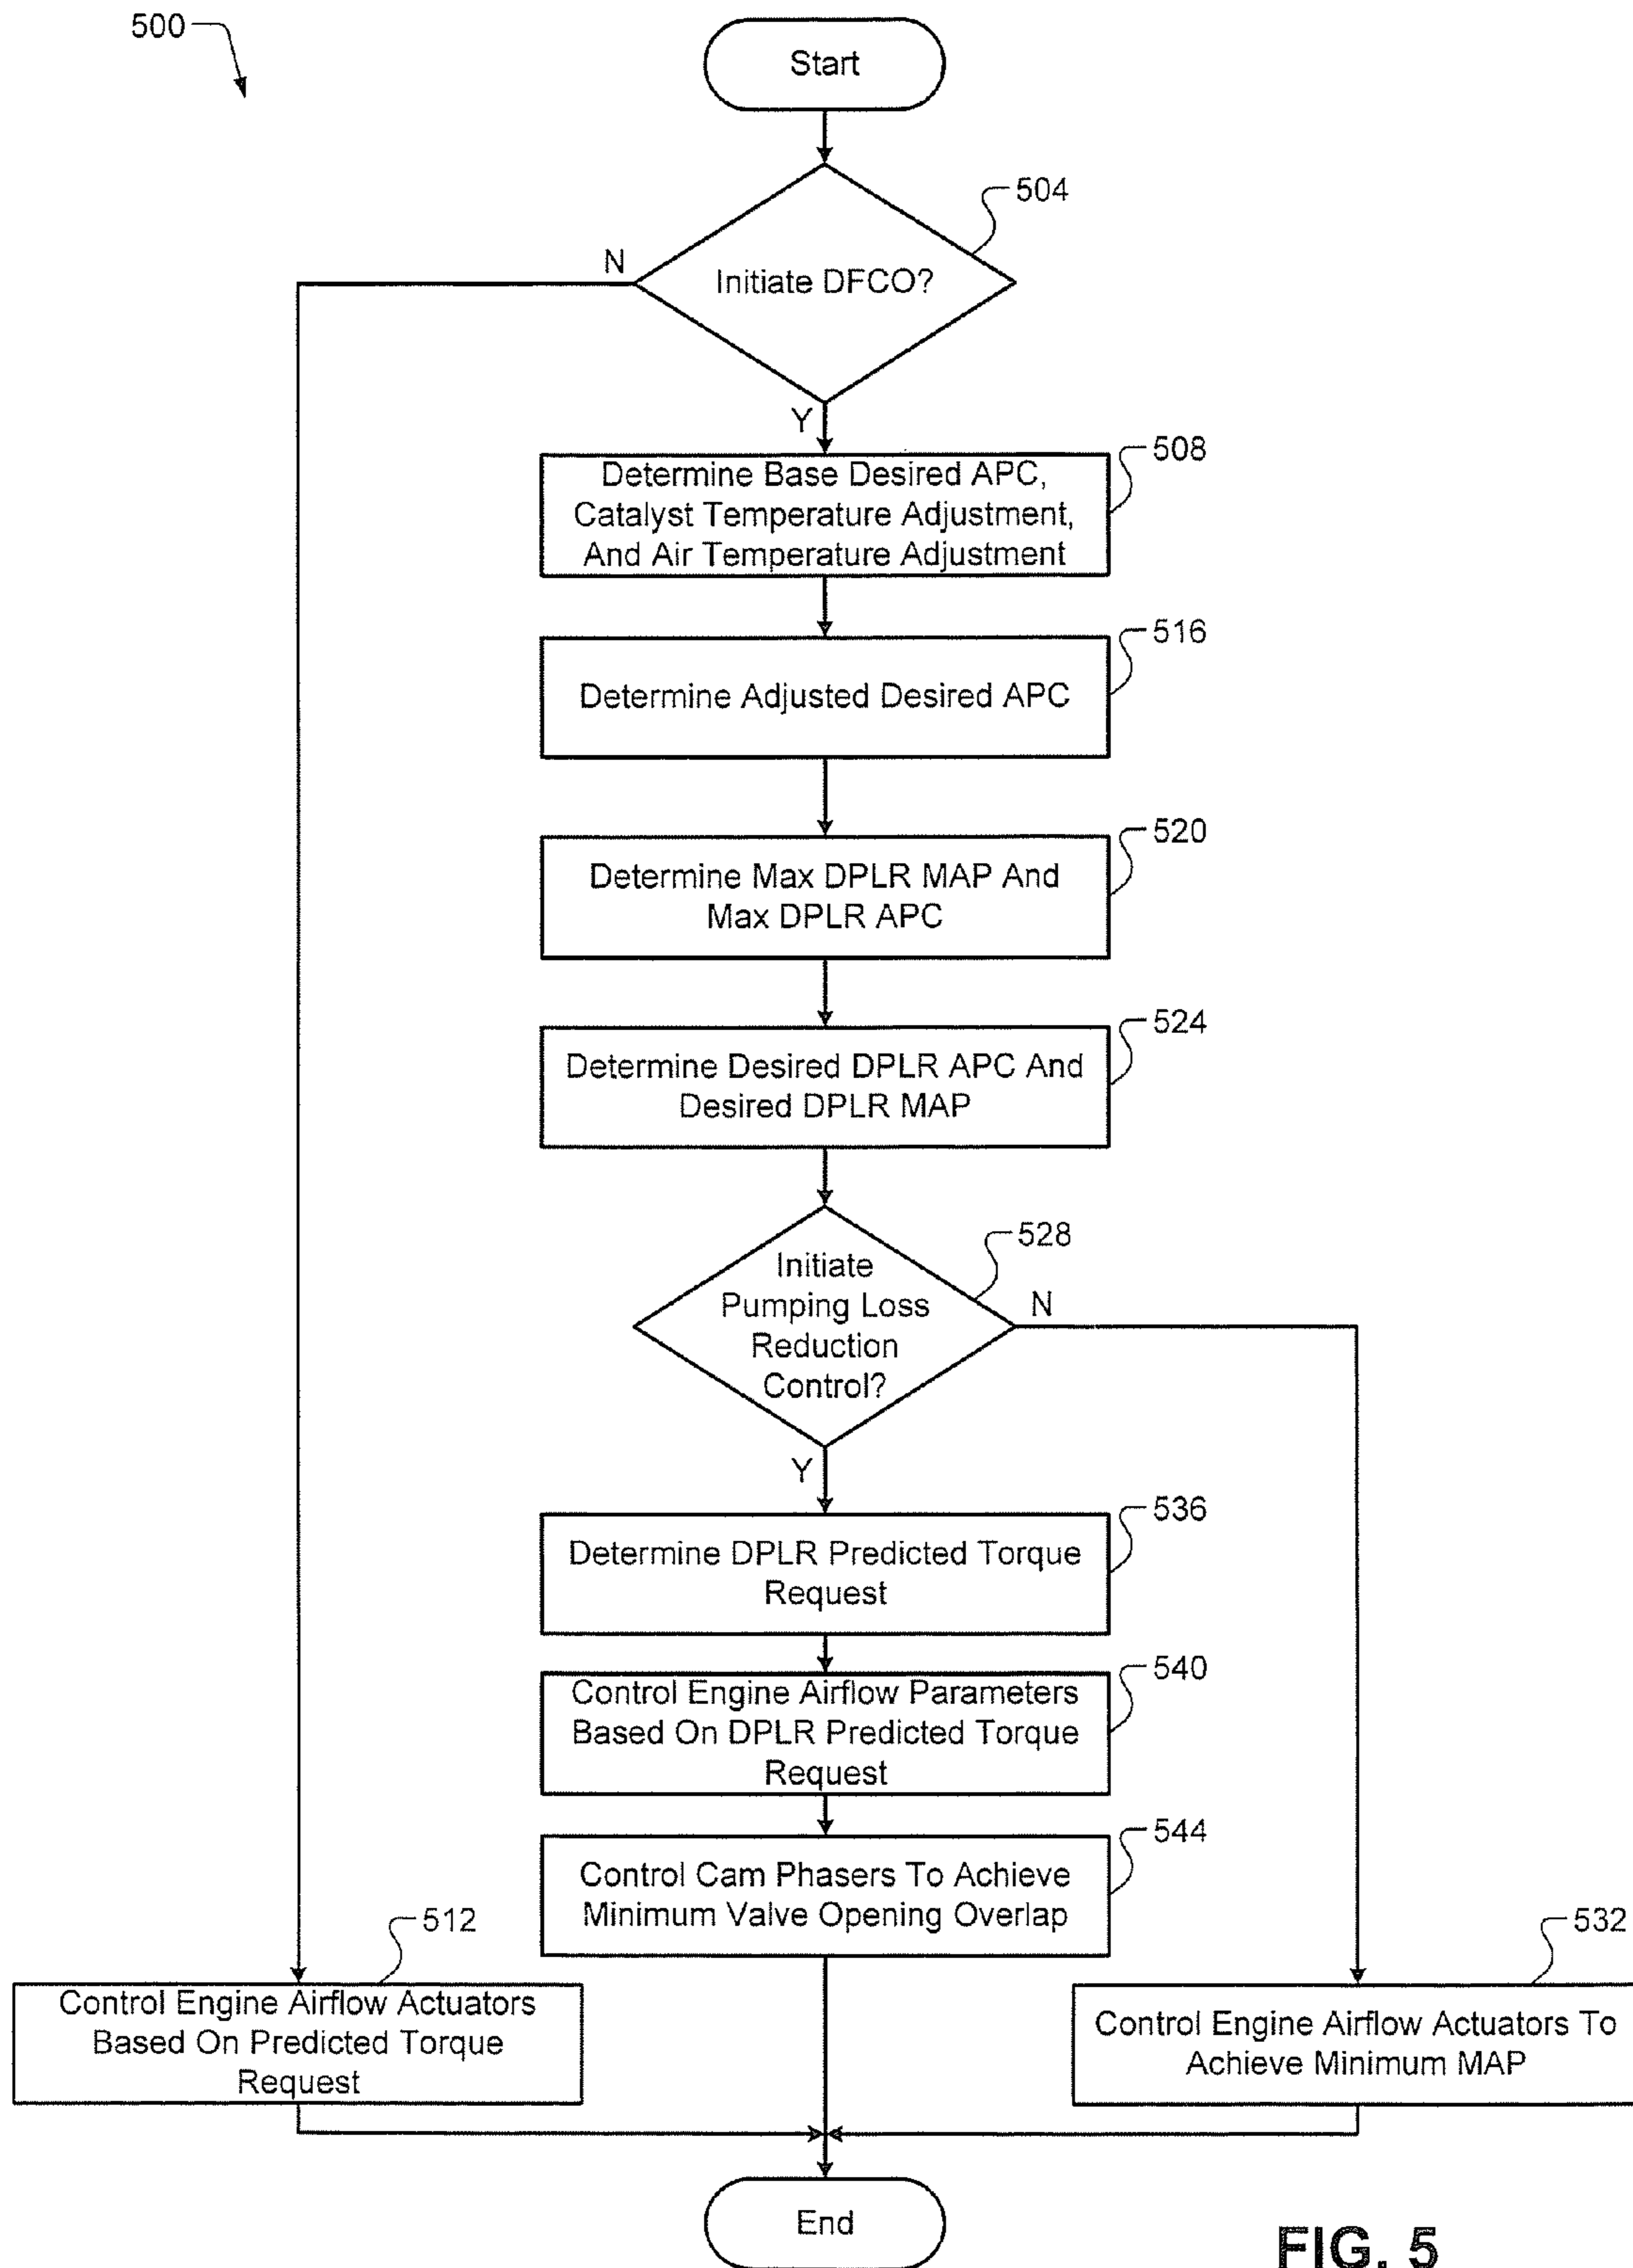 500
Start
504
N
Initiate DFCO?
Y
508
Determine Base Desired APC,
Catalyst Temperature Adjustment,
And Air Temperature Adjustment
516
Determine Adjusted Desired APC
520
Determine Max DPLR MAP And
Max DPLR APC
524
Determine Desired DPLR APC And
Desired DPLR MAP
528
Initiate
Pumping Loss
Reduction
Control?
N
Y
536
Determine DPLR Predicted Torque
Request
540
Control Engine Airflow Parameters
Based On DPLR Predicted Torque
Request
544
Control Cam Phasers To Achieve
Minimum Valve Opening Overlap
512
Control Engine Airflow Actuators
Based On Predicted Torque
Request
532
Control Engine Airflow Actuators To
Achieve Minimum MAP
End
FIG. 5